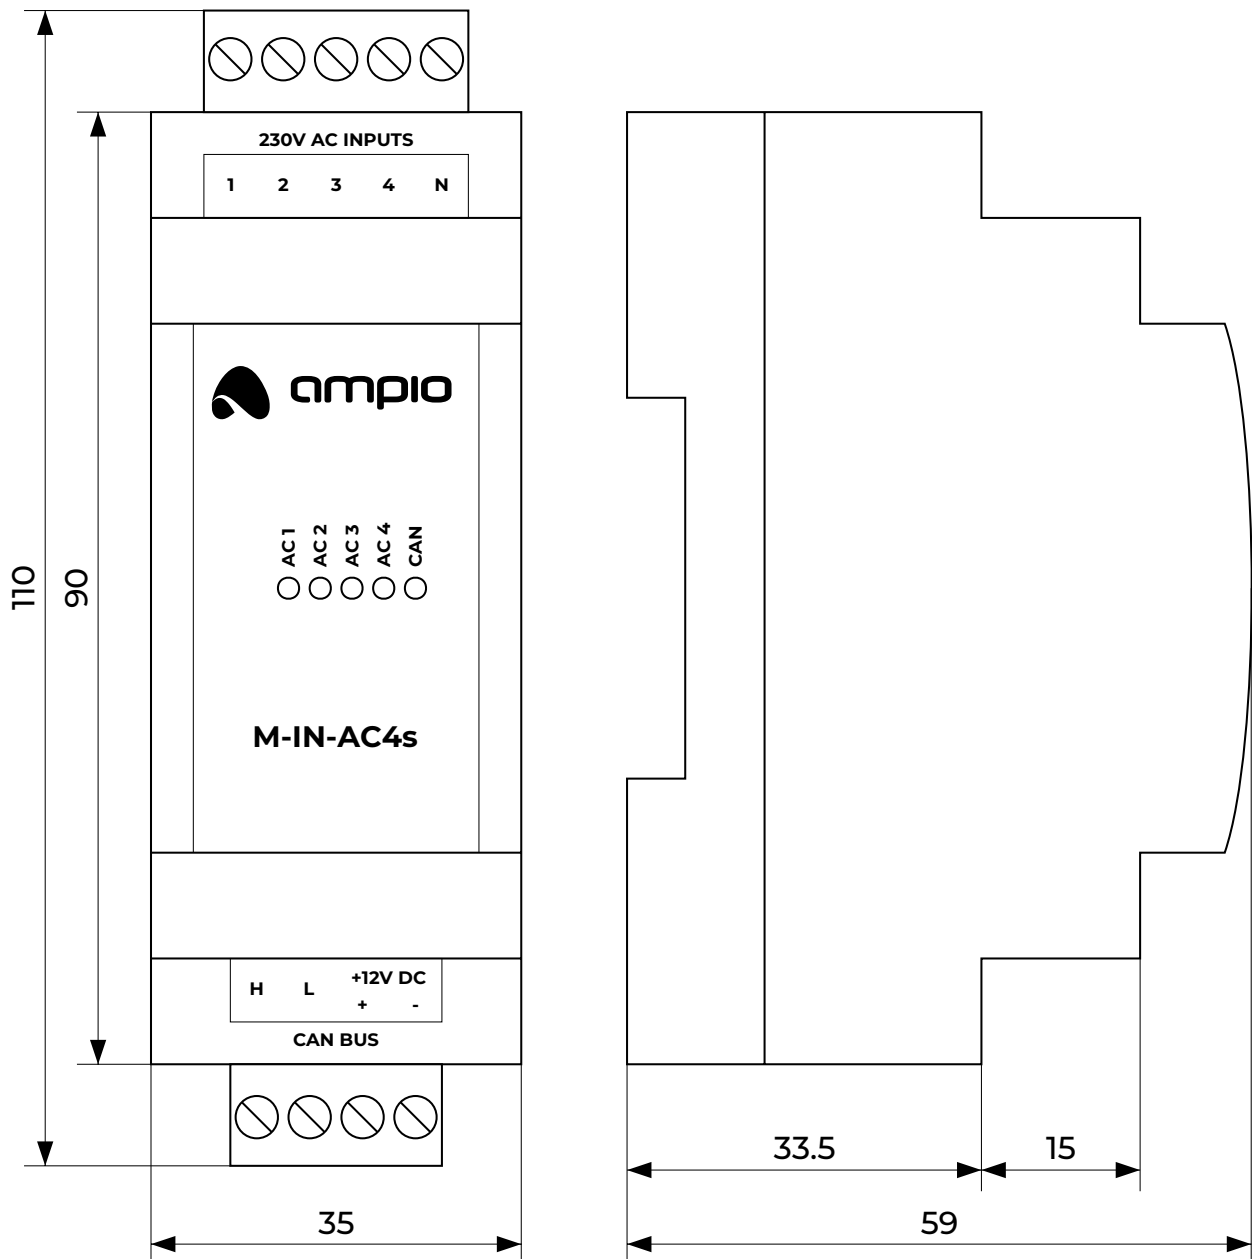 230V AC INPUTS
1 2 3 4 N
ampio
AC 1 AC 2 AC 3 AC 4 CAN
110
90
M-IN-AC4s
H L +12V DC
+ -
CAN BUS
33.5 15
35 59